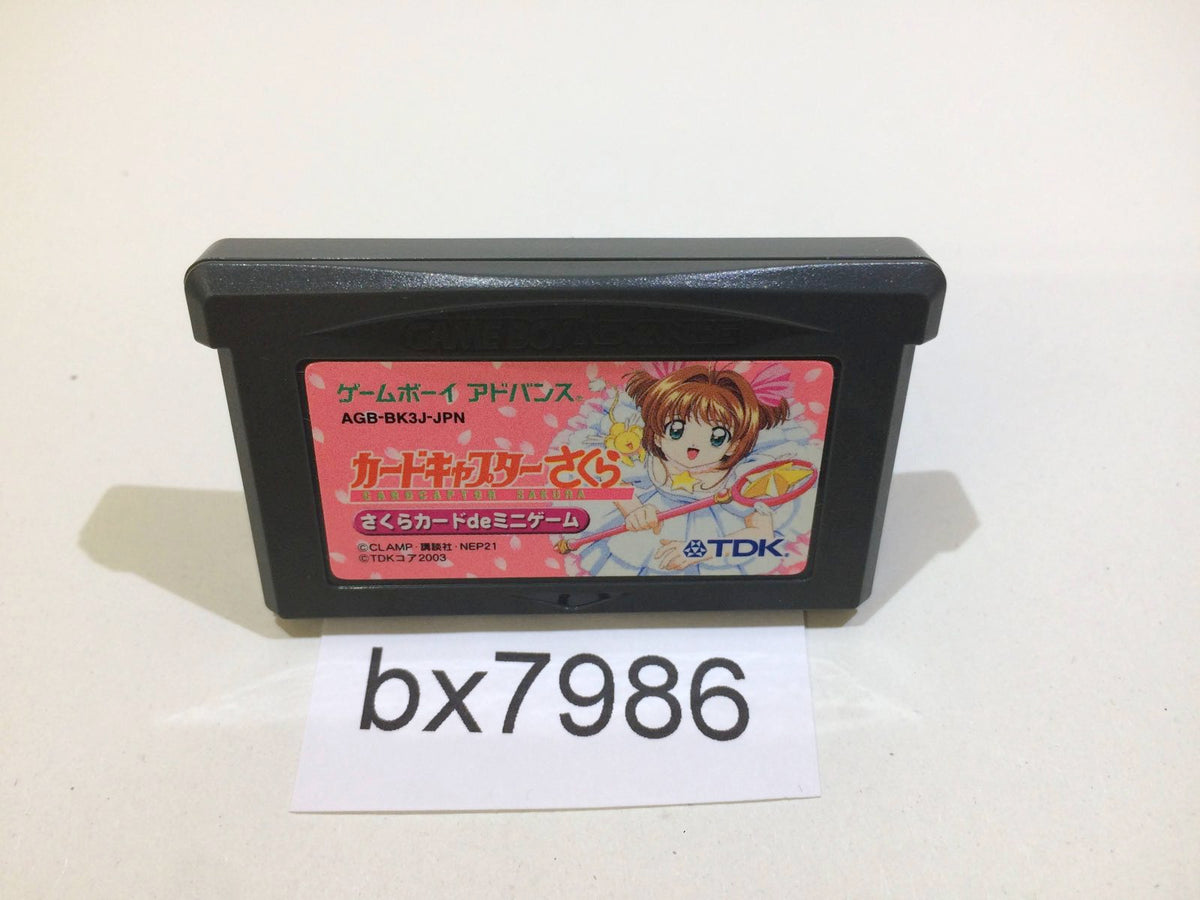 GAME BOY ADVANCE
ゲームボーイ アドバンス
AGB-BK3J-JPN
カードキャプターさくら
CARDCAPTOR SAKURA
さくらカードdeミニゲーム
©CLAMP・講談社・NEP21
©TDKコア2003
TDK
bx7986